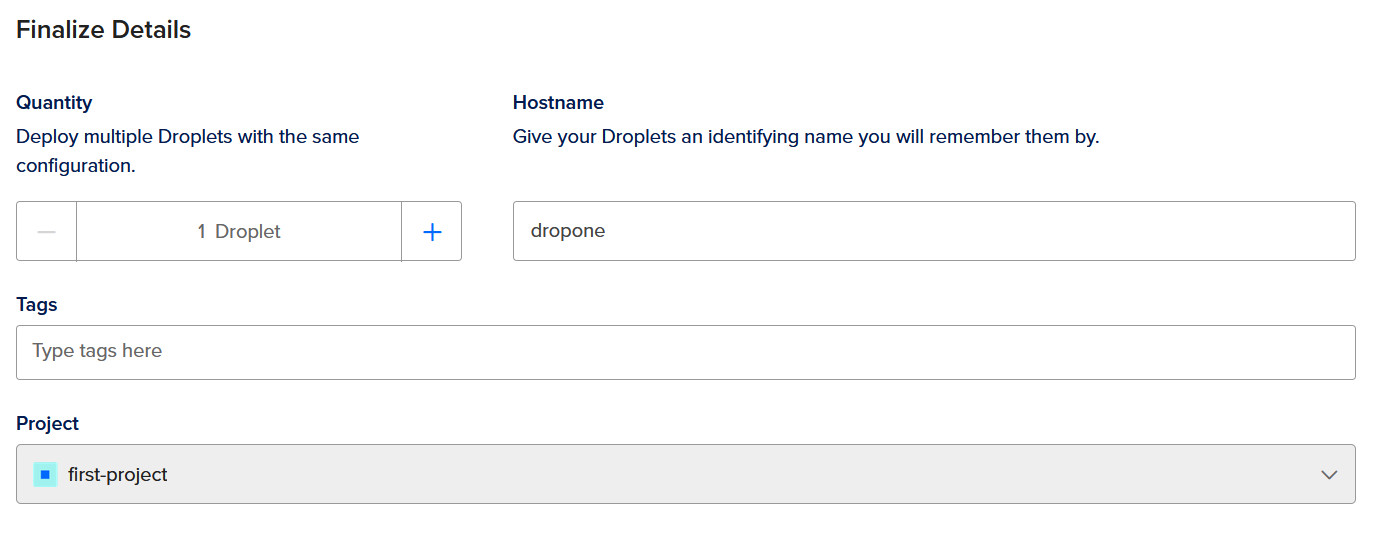 Finalize Details
Quantity
Deploy multiple Droplets with the same
configuration.
1 Droplet
Hostname
Give your Droplets an identifying name you will remember them by.
dropone
Tags
Type tags here
Project
first-project